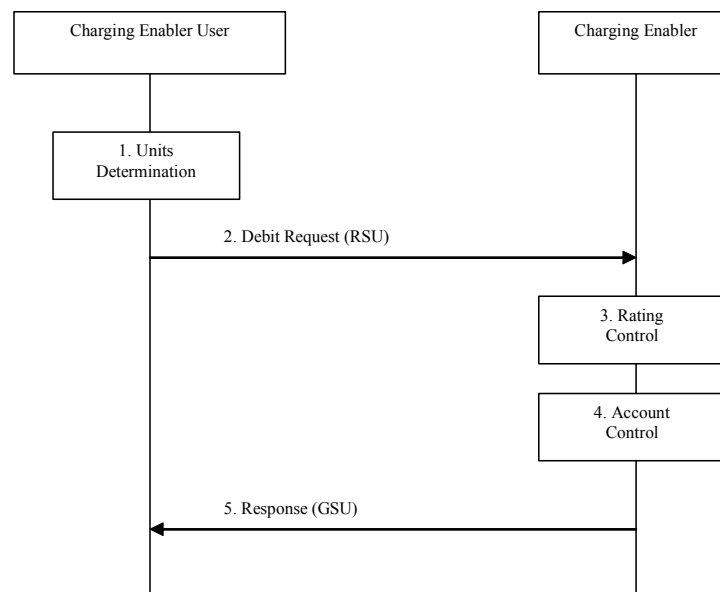 Charging Enabler User
Charging Enabler
1. Units
Determination
2. Debit Request (RSU)
3. Rating
Control
4. Account
Control
5. Response (GSU)